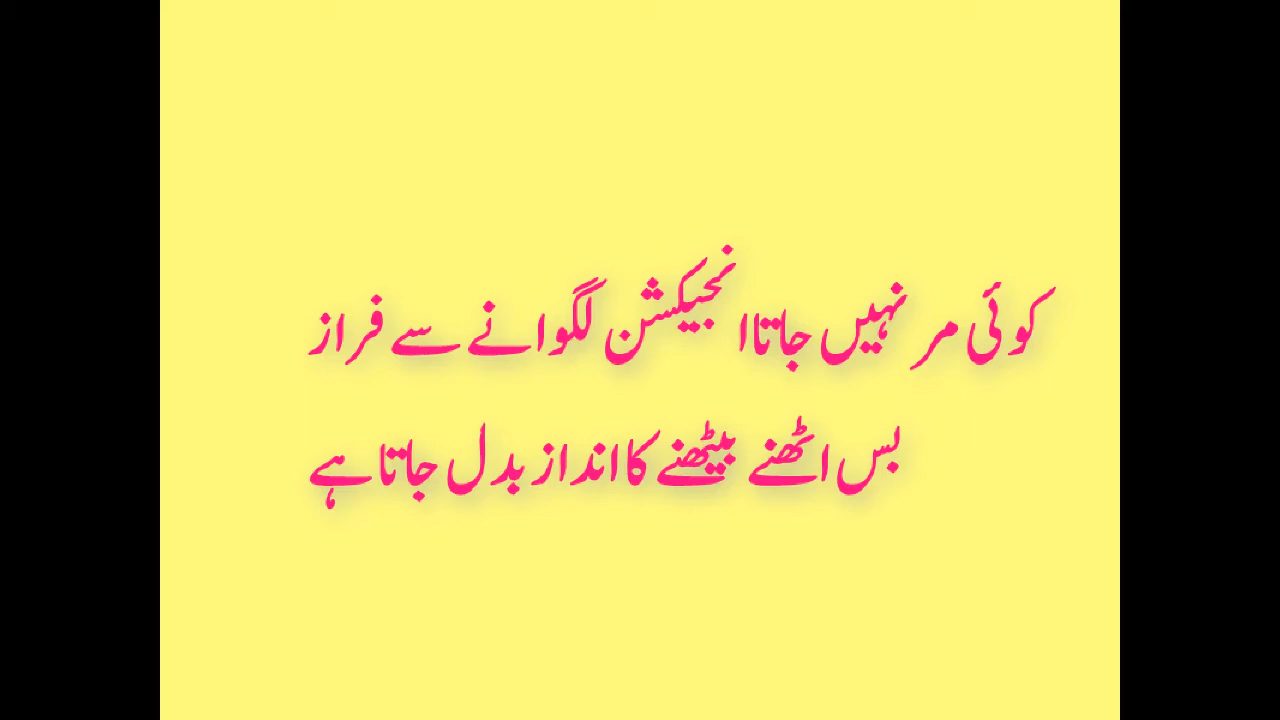 کوئی مر نہیں جاتا انجیکشن لگوانے سے فراز
بس اٹھنے بیٹھنے کا انداز بدل جاتا ہے